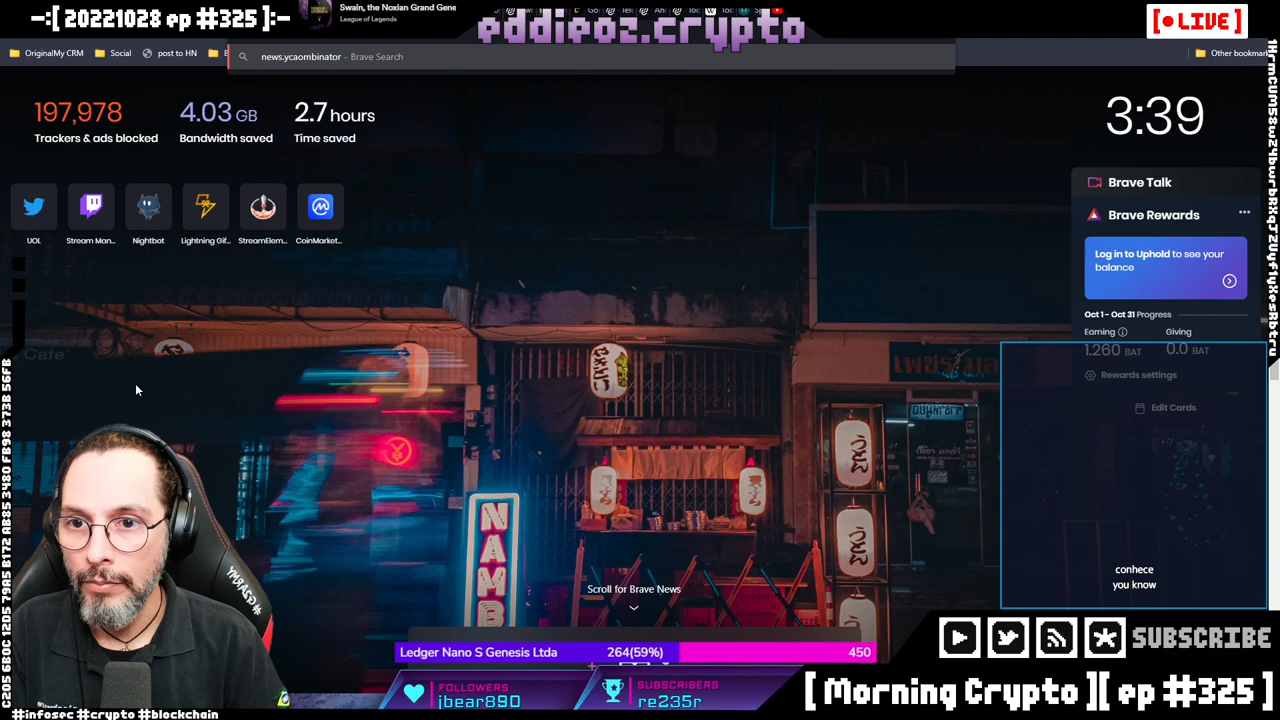 -:[ 20221028 ep #325 ]:-
Swain, the Noxian Grand Gene
League of Legends
eddieoz.crypto
[● LIVE]
OriginalMy CRM
Social
post to HN
Other bookmar
news.ycaombinator - Brave Search
197,978
Trackers & ads blocked
4.03 GB
Bandwidth saved
2.7 hours
Time saved
3:39
UOL
Stream Man...
Nightbot
Lightning Gif...
StreamElem...
CoinMarket...
Brave Talk
Brave Rewards
Log in to Uphold to see your
balance
Oct 1 - Oct 31 Progress
Earning
Giving
1.260 BAT
0.0 BAT
Rewards settings
Edit Cards
Cafe'
NAMB
conhece
you know
Scroll for Brave News
Ledger Nano S Genesis Ltda 264(59%) 450
FOLLOWERS
jbear890
SUBSCRIBERS
re235r
SUBSCRIBE
[ Morning Crypto ][ ep #325 ]
#infosec #crypto #blockchain